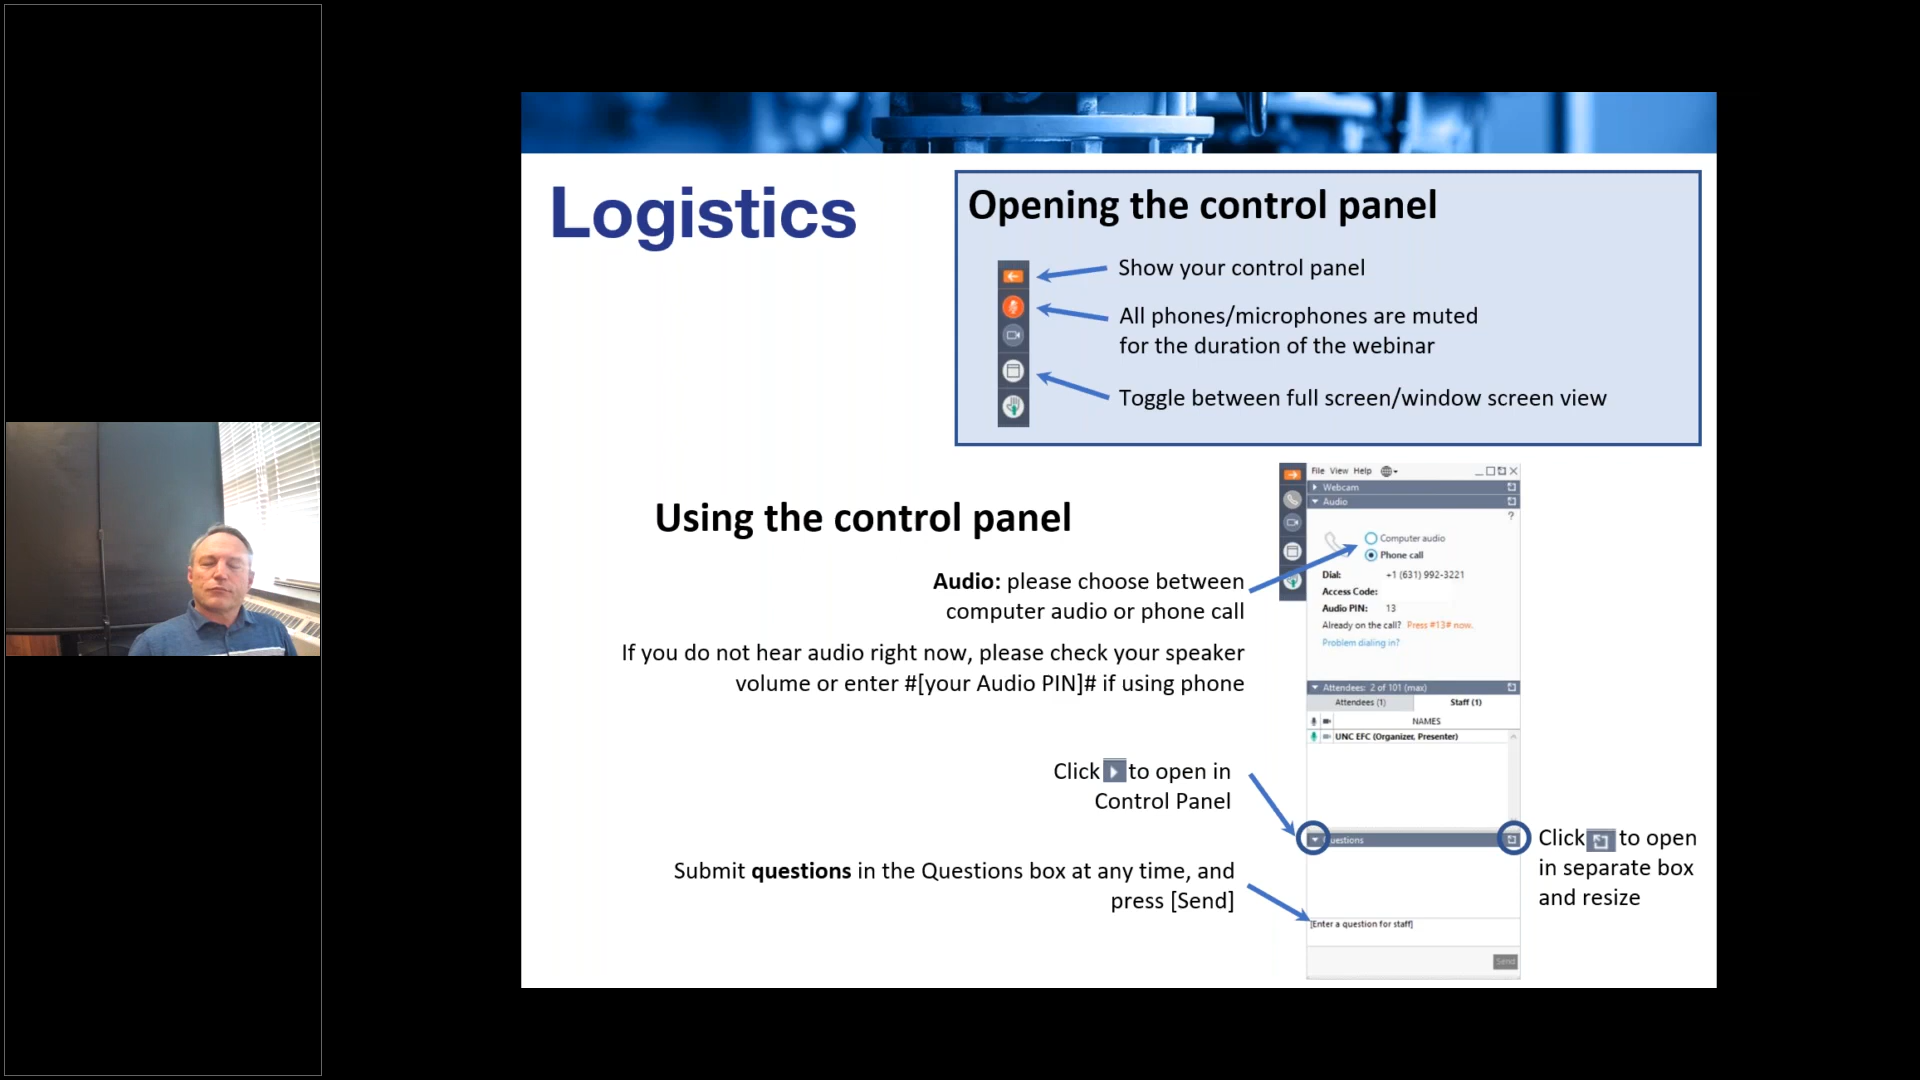 Logistics
Opening the control panel
Show your control panel
All phones/microphones are muted
for the duration of the webinar
Toggle between full screen/window screen view
Using the control panel
Audio: please choose between
computer audio or phone call
If you do not hear audio right now, please check your speaker
volume or enter #[your Audio PIN]# if using phone
Click to open in
Control Panel
Submit questions in the Questions box at any time, and
press [Send]
File View Help
Webcam
Audio
?
Computer audio
Phone call
Dial: +1 (631) 992-3221
Access Code:
Audio PIN: 13
Already on the call? Press #13# now.
Problem dialing in?
Attendees: 2 of 101 (max)
Attendees (1) Staff (1)
NAMES
UNC EFC (Organizer, Presenter)
uestions
[Enter a question for staff]
Send
Click to open
in separate box
and resize